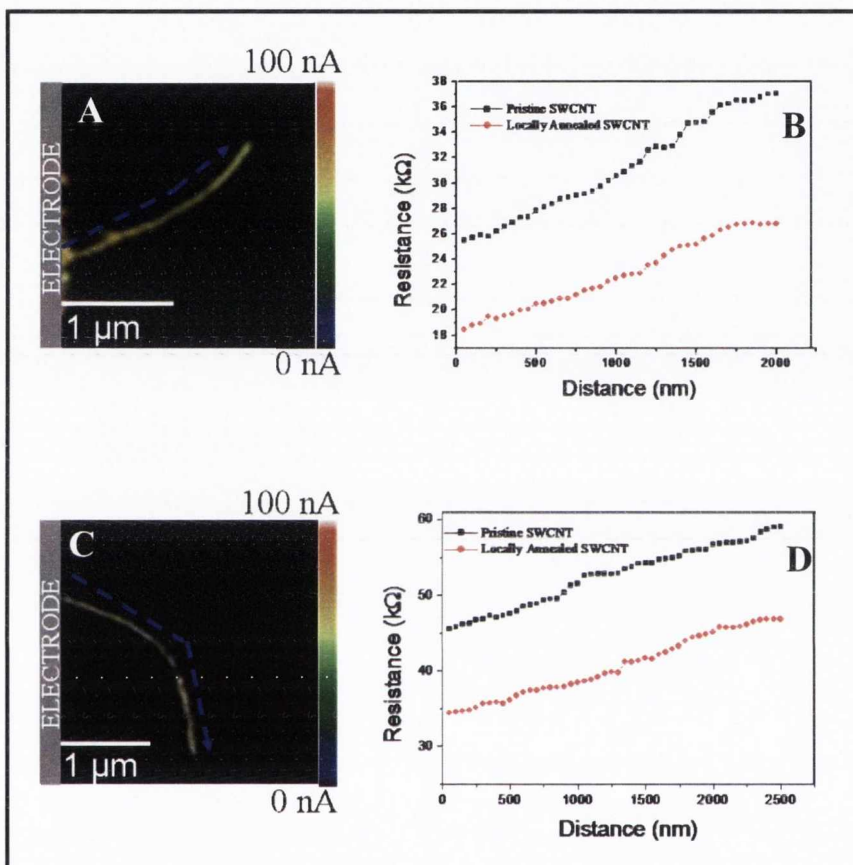 100 nA
A
ELECTRODE
1 µm
0 nA
B
Pristine SWCNT
Locally Annealed SWCNT
Resistance (kΩ)
38
36
34
32
30
28
26
24
22
20
18
0
500
1000
1500
2000
Distance (nm)
100 nA
C
ELECTRODE
1 µm
0 nA
D
Pristine SWCNT
Locally Annealed SWCNT
Resistance (kΩ)
60
50
40
30
0
500
1000
1500
2000
2500
Distance (nm)